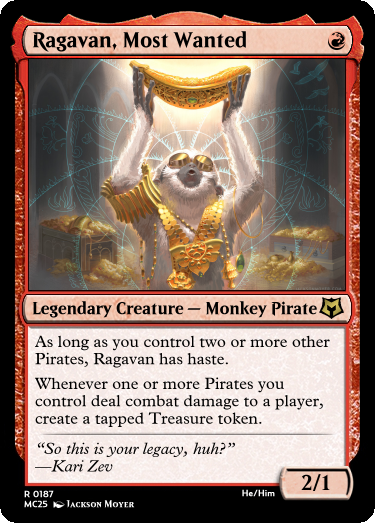 Ragavan, Most Wanted
Legendary Creature — Monkey Pirate
As long as you control two or more other
Pirates, Ragavan has haste.
Whenever one or more Pirates you
control deal combat damage to a player,
create a tapped Treasure token.
“So this is your legacy, huh?”
—Kari Zev
2/1
R 0187
He/Him
MC25 Jackson Moyer